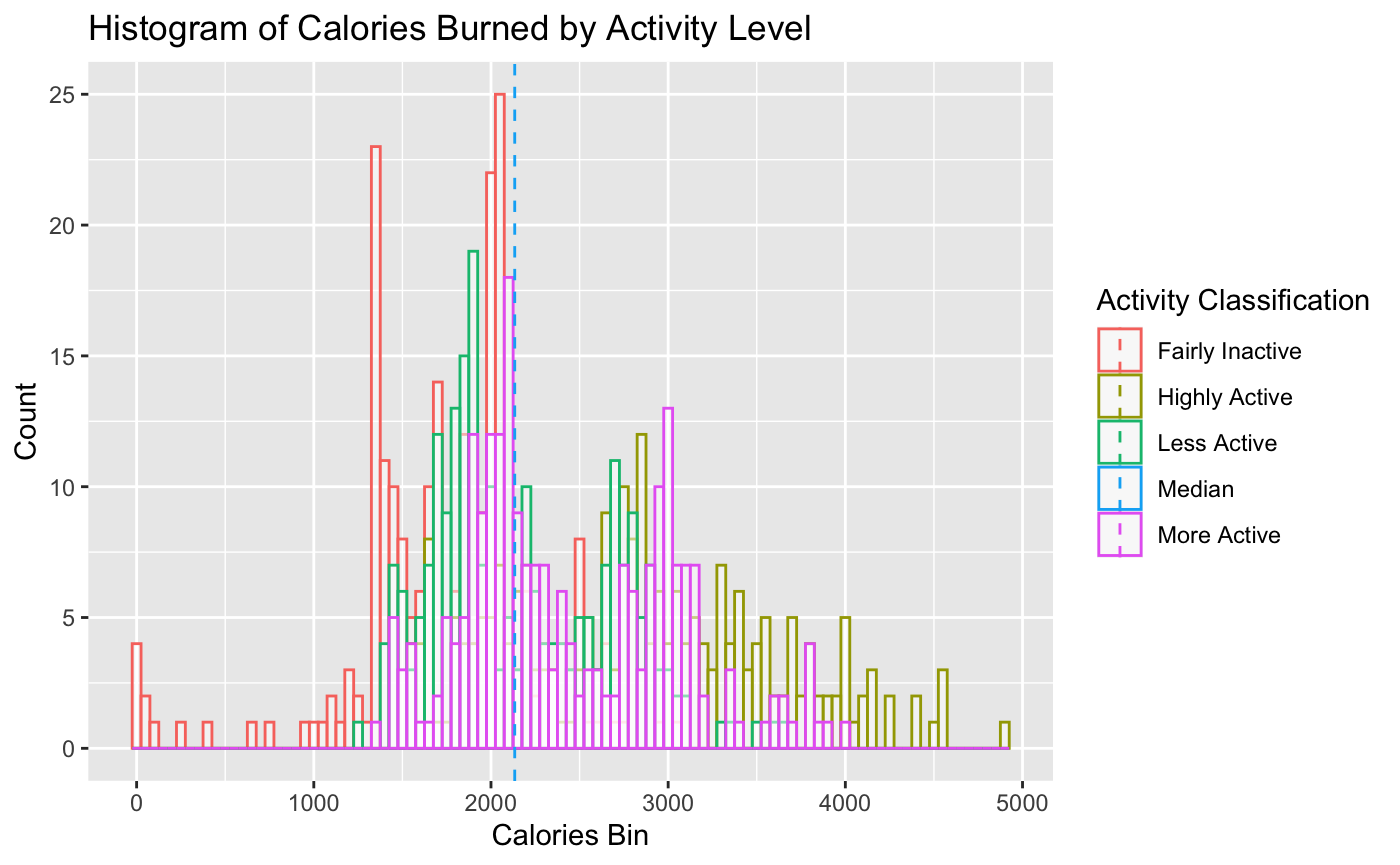 Histogram of Calories Burned by Activity Level
25
20
15
10
5
0
Count
0 1000 2000 3000 4000 5000
Calories Bin
Activity Classification
Fairly Inactive
Highly Active
Less Active
Median
More Active